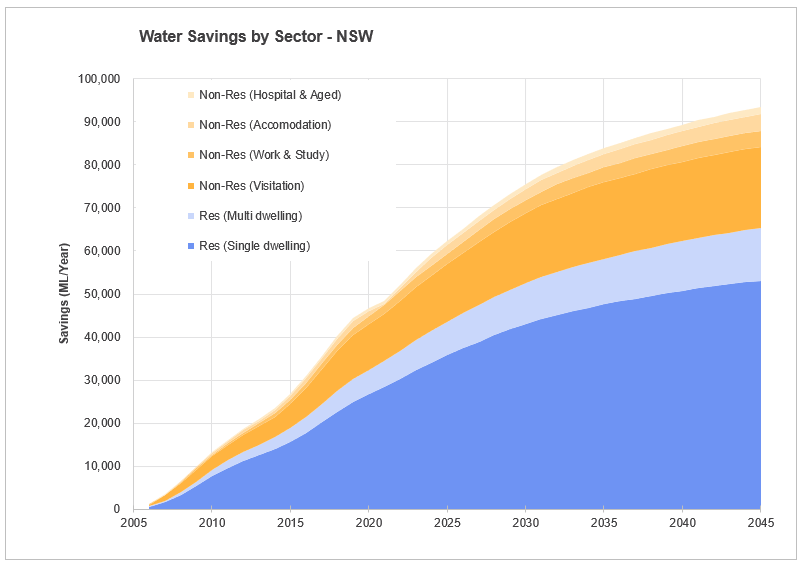 Water Savings by Sector - NSW
100,000
90,000
80,000
70,000
60,000
50,000
40,000
30,000
20,000
10,000
0
Savings (ML/Year)
Non-Res (Hospital & Aged)
Non-Res (Accomodation)
Non-Res (Work & Study)
Non-Res (Visitation)
Res (Multi dwelling)
Res (Single dwelling)
2005 2010 2015 2020 2025 2030 2035 2040 2045